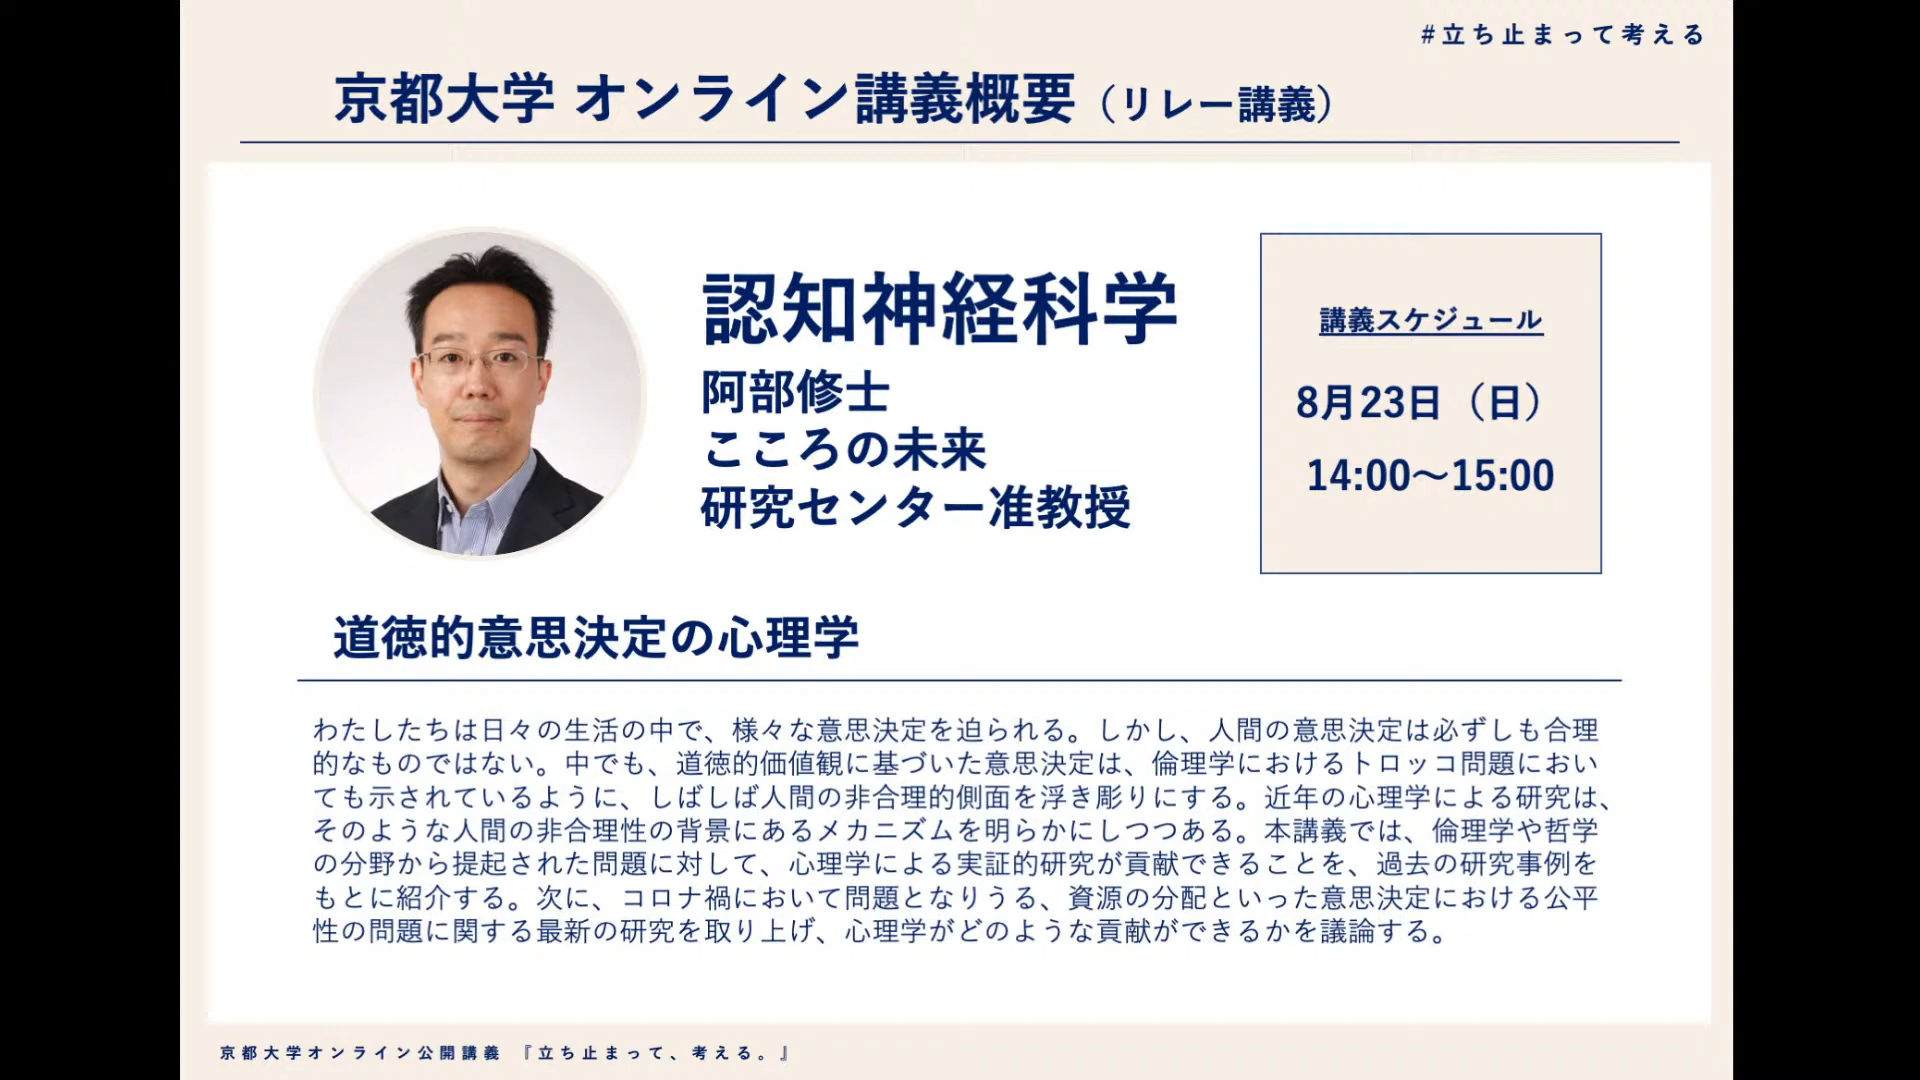 #立ち止まって考える
京都大学 オンライン講義概要（リレー講義）
認知神経科学
阿部修士
こころの未来
研究センター准教授
講義スケジュール
8月23日（日）
14:00〜15:00
道徳的意思決定の心理学
わたしたちは日々の生活の中で、様々な意思決定を迫られる。しかし、人間の意思決定は必ずしも合理
的なものではない。中でも、道徳的価値観に基づいた意思決定は、倫理学におけるトロッコ問題におい
ても示されているように、しばしば人間の非合理的側面を浮き彫りにする。近年の心理学による研究は、
そのような人間の非合理性の背景にあるメカニズムを明らかにしつつある。本講義では、倫理学や哲学
の分野から提起された問題に対して、心理学による実証的研究が貢献できることを、過去の研究事例を
もとに紹介する。次に、コロナ禍において問題となりうる、資源の分配といった意思決定における公平
性の問題に関する最新の研究を取り上げ、心理学がどのような貢献ができるかを議論する。
京都大学オンライン公開講義 『立ち止まって、考える。』